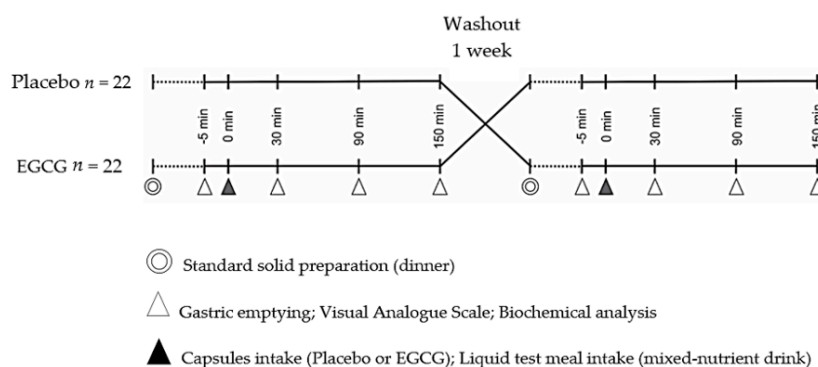 Washout
1 week
Placebo n = 22
-5 min 0 min 30 min 90 min 150 min -5 min 0 min 30 min 90 min 150 min
EGCG n = 22
Standard solid preparation (dinner)
Gastric emptying; Visual Analogue Scale; Biochemical analysis
Capsules intake (Placebo or EGCG); Liquid test meal intake (mixed-nutrient drink)